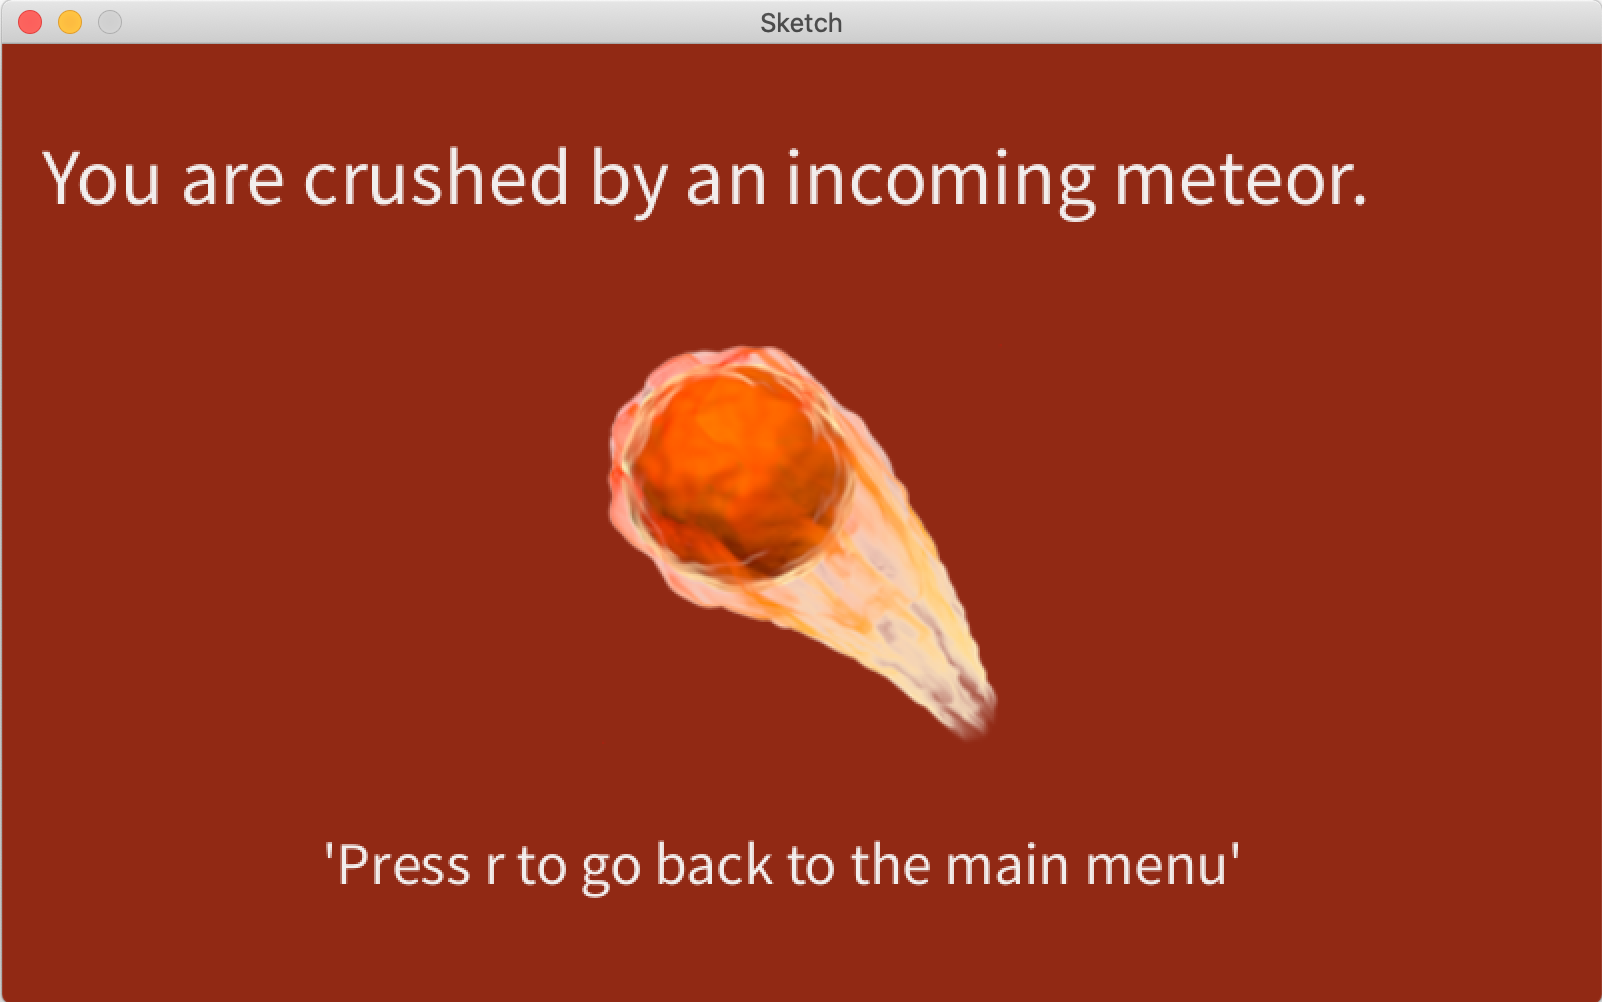 Sketch
You are crushed by an incoming meteor.
'Press r to go back to the main menu'